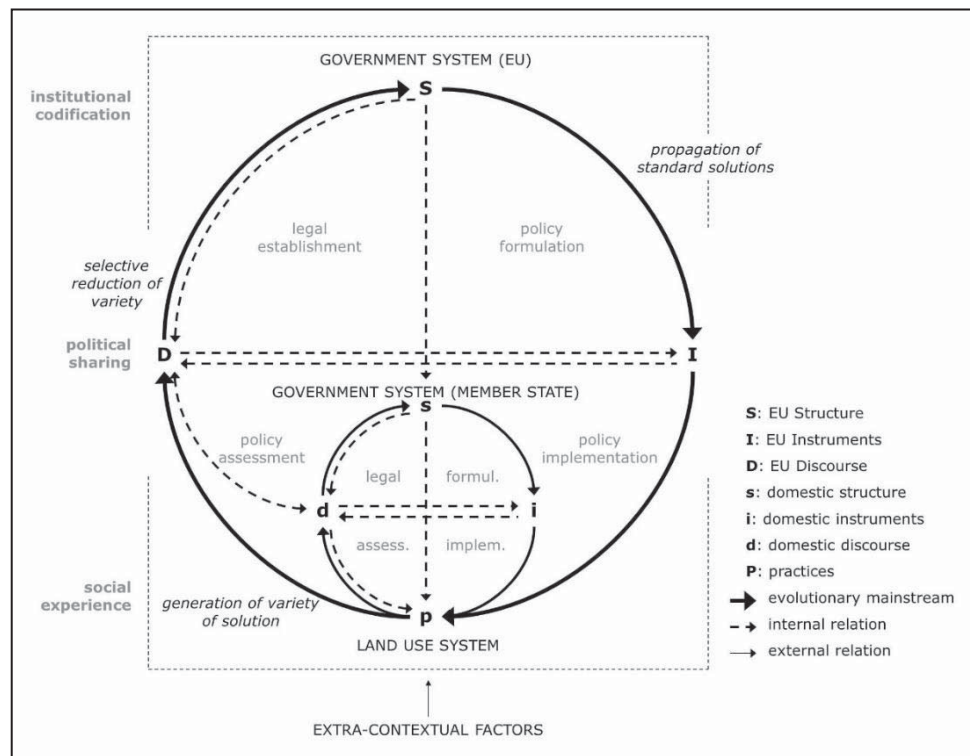 GOVERNMENT SYSTEM (EU)
S
institutional
codification
propagation of
standard solutions
legal
establishment
policy
formulation
selective
reduction of
variety
political
sharing
D
I
GOVERNMENT SYSTEM (MEMBER STATE)
s
policy
assessment
policy
implementation
legal
formul.
d
i
assess.
implem.
social
experience
generation of variety
of solution
p
LAND USE SYSTEM
EXTRA-CONTEXTUAL FACTORS
S: EU Structure
I: EU Instruments
D: EU Discourse
s: domestic structure
i: domestic instruments
d: domestic discourse
P: practices
evolutionary mainstream
internal relation
external relation